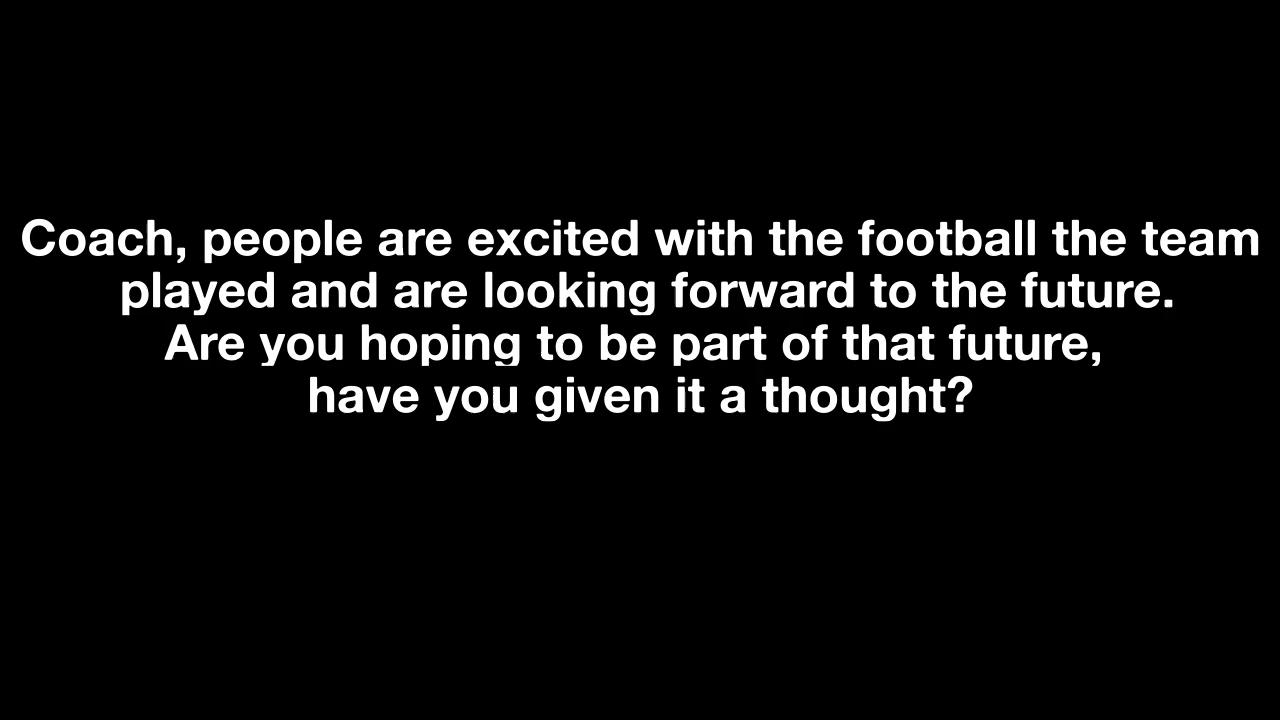 Coach, people are excited with the football the team
played and are looking forward to the future.
Are you hoping to be part of that future,
have you given it a thought?